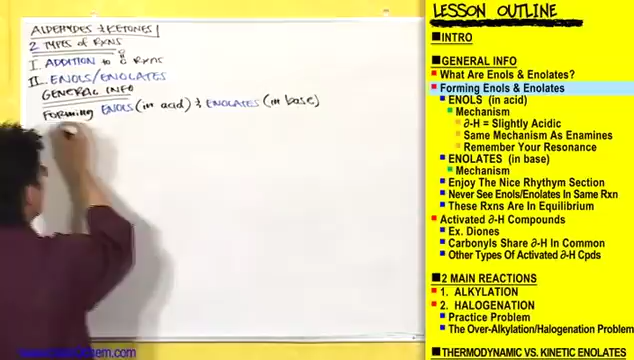 ALDEHYDES & KETONES
2 TYPES OF RXNS
I. ADDITION to C=O RXNS
II. ENOLS/ENOLATES
GENERAL INFO
FORMING ENOLS (in acid) & ENOLATES (in base)
LESSON OUTLINE
INTRO
GENERAL INFO
What Are Enols & Enolates?
Forming Enols & Enolates
ENOLS (in acid)
Mechanism
∂-H = Slightly Acidic
Same Mechanism As Enamines
Remember Your Resonance
ENOLATES (in base)
Mechanism
Enjoy The Nice Rhythym Section
Never See Enols/Enolates In Same Rxn
These Rxns Are In Equilibrium
Activated ∂-H Compounds
Ex. Diones
Carbonyls Share ∂-H In Common
Other Types Of Activated ∂-H Cpds
2 MAIN REACTIONS
1. ALKYLATION
2. HALOGENATION
Practice Problem
The Over-Alkylation/Halogenation Problem
THERMODYNAMIC VS. KINETIC ENOLATES